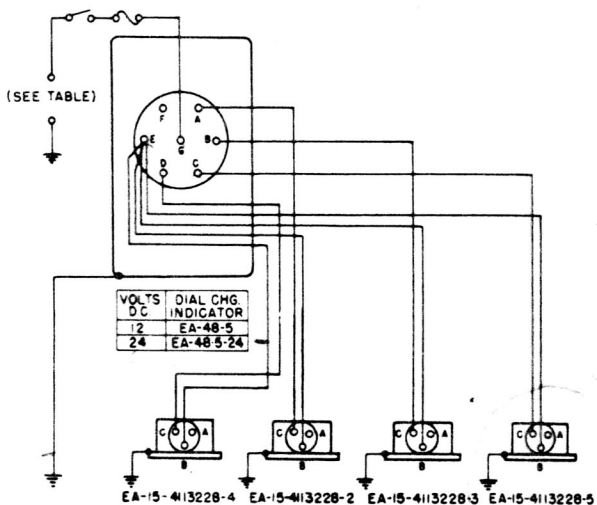 (SEE TABLE)
F A
E G B
D C
VOLTS DC DIAL CHG. INDICATOR
12 EA-48-5
24 EA-48-5-24
C A B
C A B
C A B
C A B
EA-15-4113228-4 EA-15-4113228-2 EA-15-4113228-3 EA-15-4113228-5